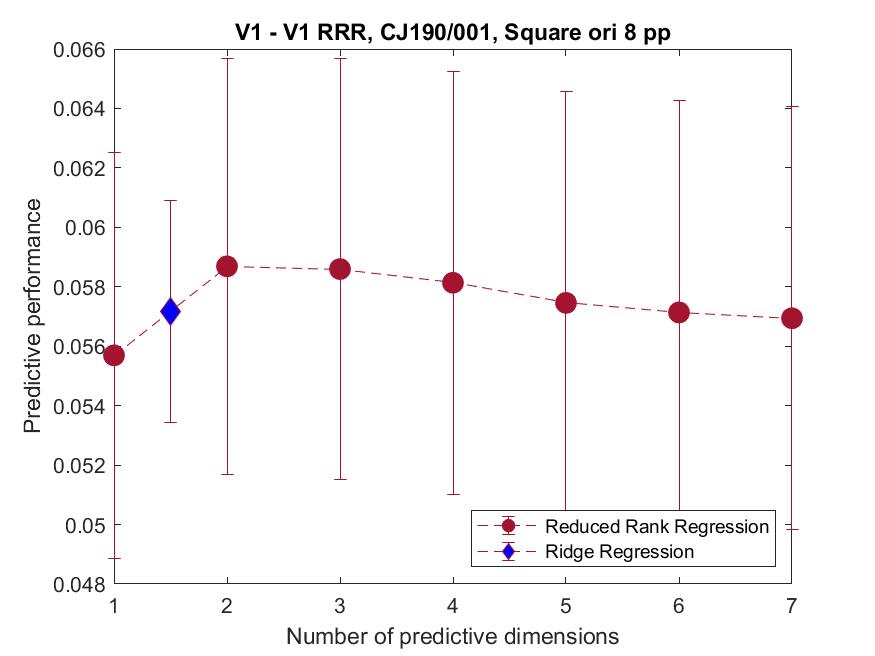 V1 - V1 RRR, CJ190/001, Square ori 8 pp
0.066
0.064
0.062
0.06
0.058
0.056
0.054
0.052
0.05
0.048
Predictive performance
Reduced Rank Regression
Ridge Regression
1 2 3 4 5 6 7
Number of predictive dimensions